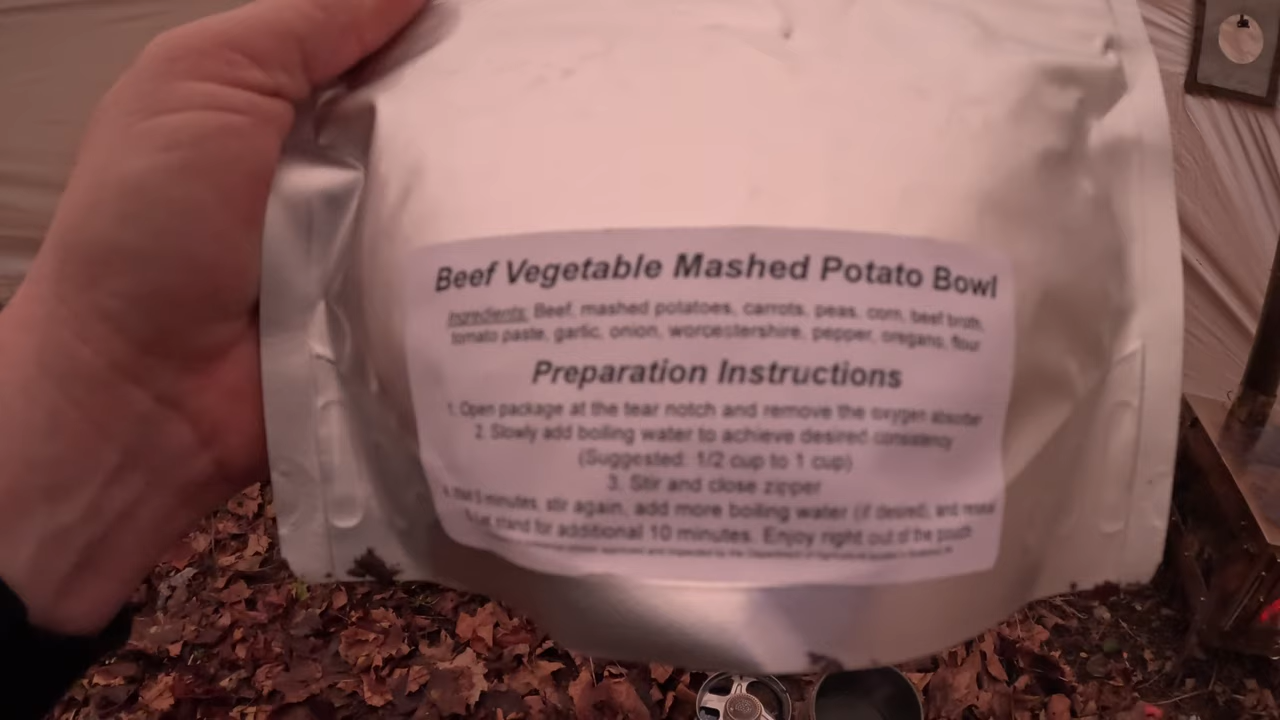 Beef Vegetable Mashed Potato Bowl
Ingredients: Beef, mashed potatoes, carrots, peas, corn, beef broth,
tomato paste, garlic, onion, worcestershire, pepper, oregano, flour
Preparation Instructions
1. Open package at the tear notch and remove the oxygen absorber
2. Slowly add boiling water to achieve desired consistency
(Suggested: 1/2 cup to 1 cup)
3. Stir and close zipper
5 minutes, stir again, add more boiling water (if desired), and reseal
stand for additional 10 minutes. Enjoy right out of the pouch